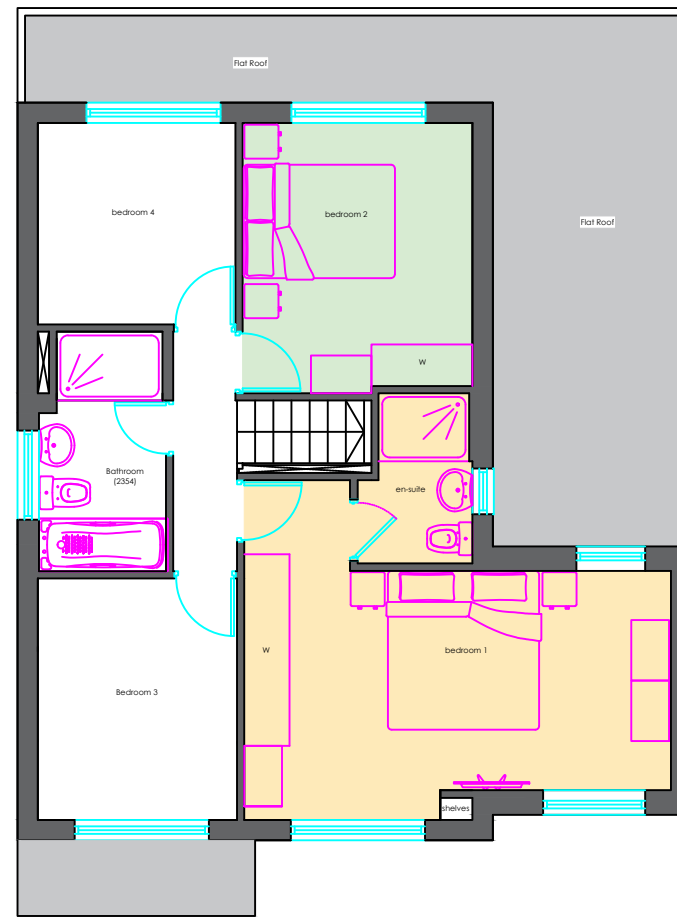 Flat Roof
bedroom 4
bedroom 2
Flat Roof
W
Bathroom
(2354)
en-suite
W
bedroom 1
Bedroom 3
shelves